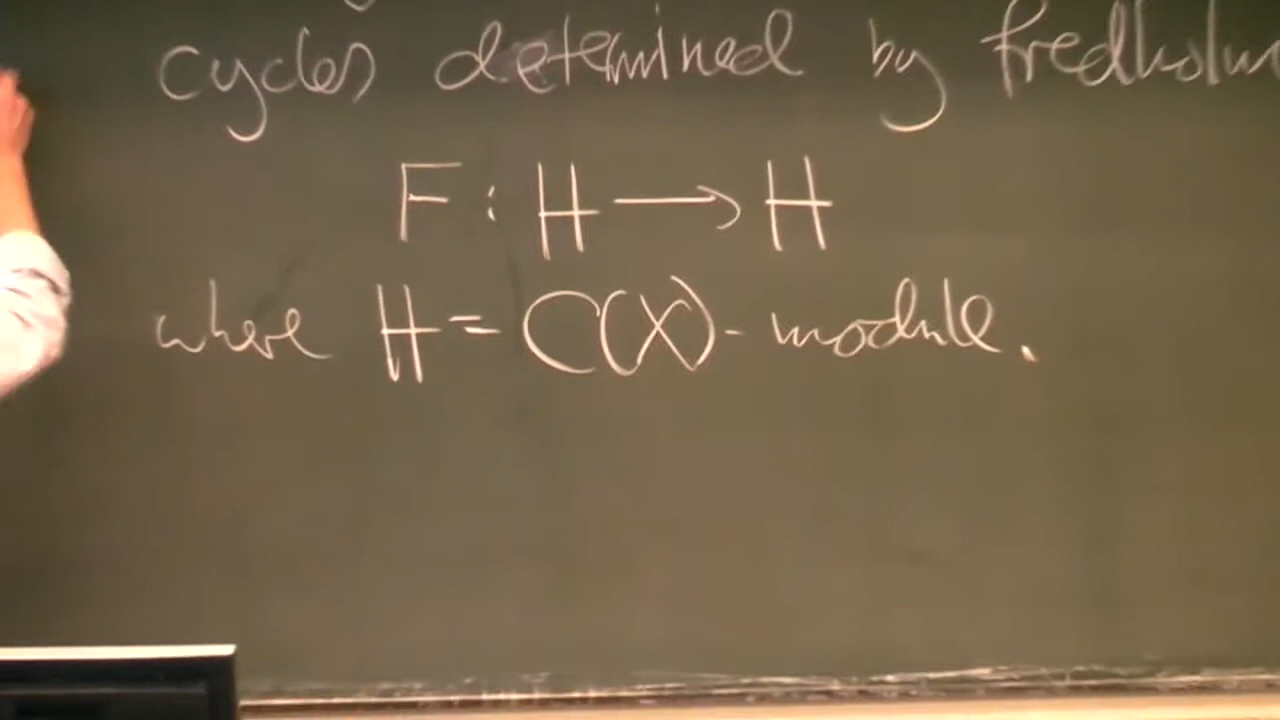 cycles determined by fredholm
F : H → H
where H = C(X) - module.